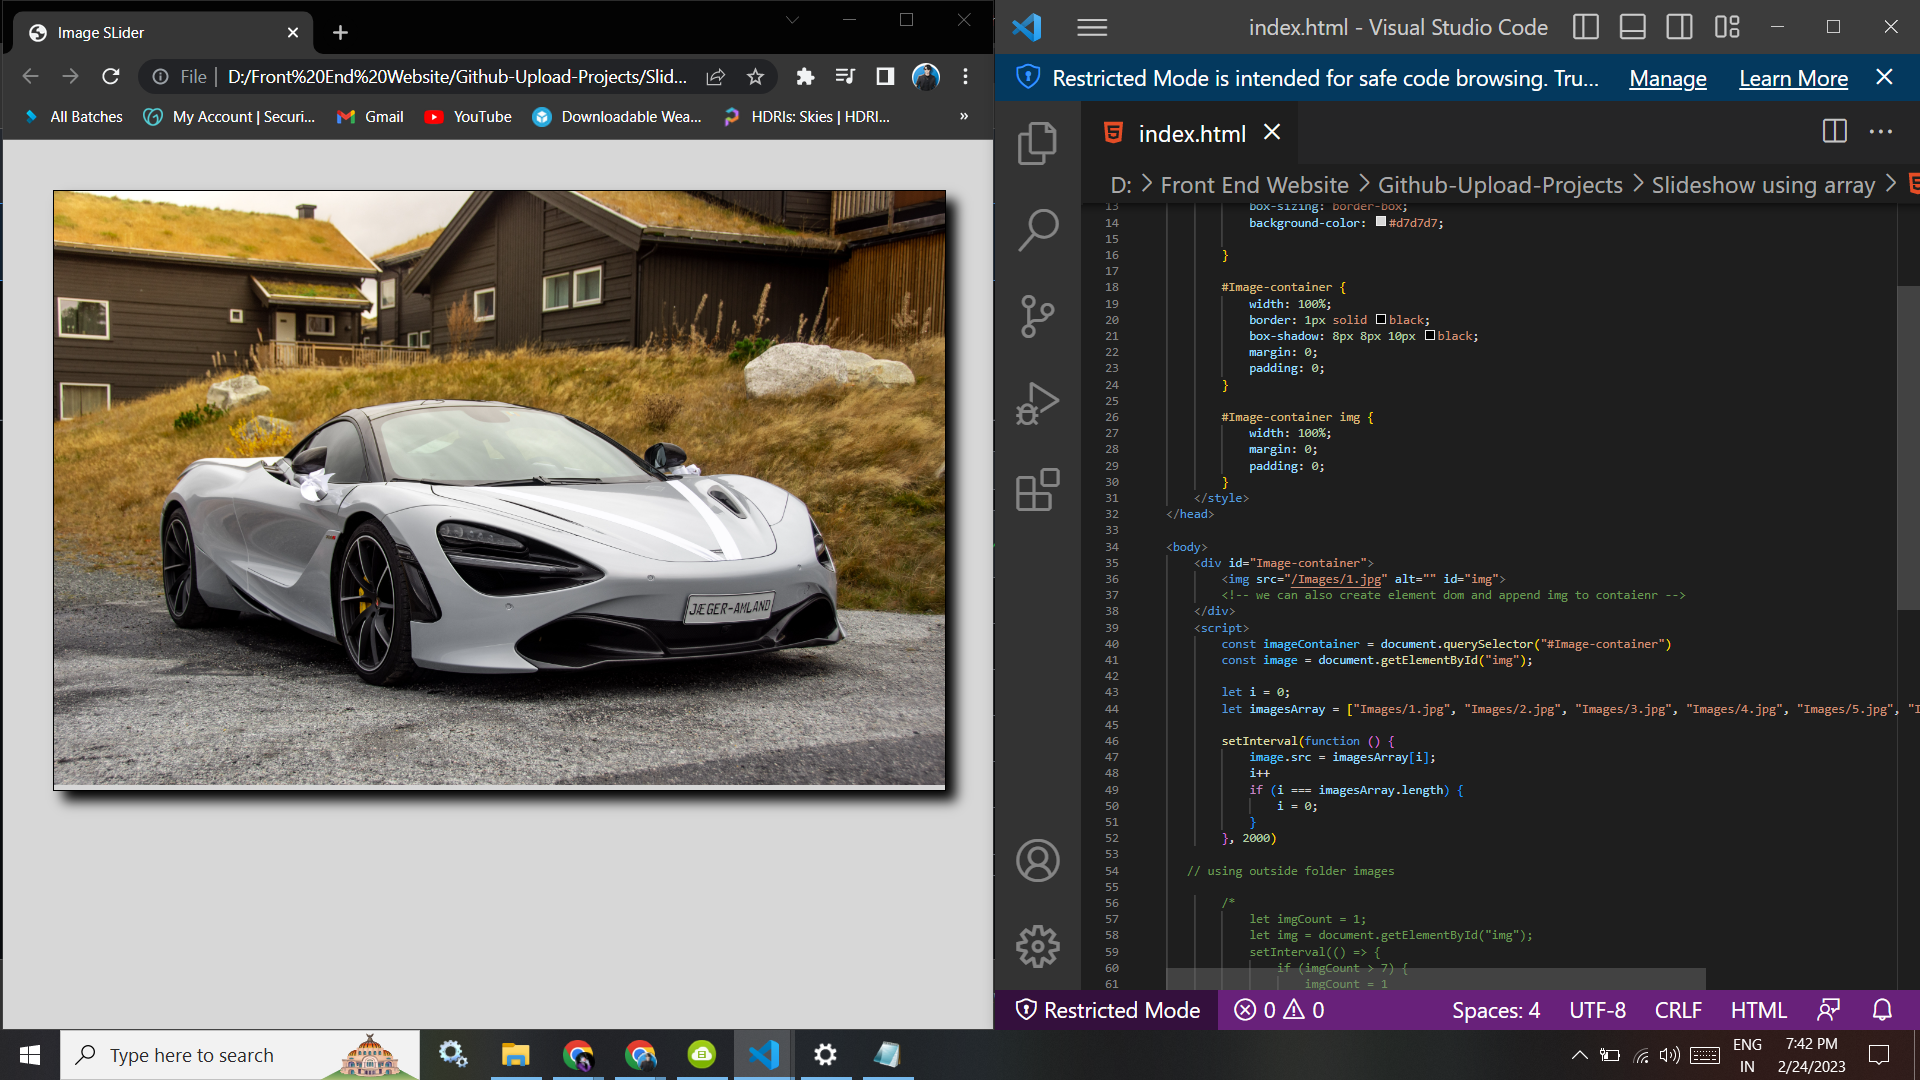 Image SLider
File | D:/Front%20End%20Website/Github-Upload-Projects/Slid...
All Batches
My Account | Securi...
Gmail
YouTube
Downloadable Wea...
HDRIs: Skies | HDRI...
»
JÆGER-AMLAND
index.html - Visual Studio Code
Restricted Mode is intended for safe code browsing. Tru...
Manage
Learn More
index.html
D: > Front End Website > Github-Upload-Projects > Slideshow using array >
13 box-sizing: border-box;
14 background-color: #d7d7d7;
15
16 }
17
18 #Image-container {
19 width: 100%;
20 border: 1px solid black;
21 box-shadow: 8px 8px 10px black;
22 margin: 0;
23 padding: 0;
24 }
25
26 #Image-container img {
27 width: 100%;
28 margin: 0;
29 padding: 0;
30 }
31 </style>
32 </head>
33
34 <body>
35 <div id="Image-container">
36 <img src="/Images/1.jpg" alt="" id="img">
37 <!-- we can also create element dom and append img to contaienr -->
38 </div>
39 <script>
40 const imageContainer = document.querySelector("#Image-container")
41 const image = document.getElementById("img");
42
43 let i = 0;
44 let imagesArray = ["Images/1.jpg", "Images/2.jpg", "Images/3.jpg", "Images/4.jpg", "Images/5.jpg", "I
45
46 setInterval(function () {
47 image.src = imagesArray[i];
48 i++
49 if (i === imagesArray.length) {
50 i = 0;
51 }
52 }, 2000)
53
54 // using outside folder images
55
56 /*
57 let imgCount = 1;
58 let img = document.getElementById("img");
59 setInterval(() => {
60 if (imgCount > 7) {
61 imgCount = 1
Restricted Mode
0
0
Spaces: 4
UTF-8
CRLF
HTML
Type here to search
ENG
IN
7:42 PM
2/24/2023